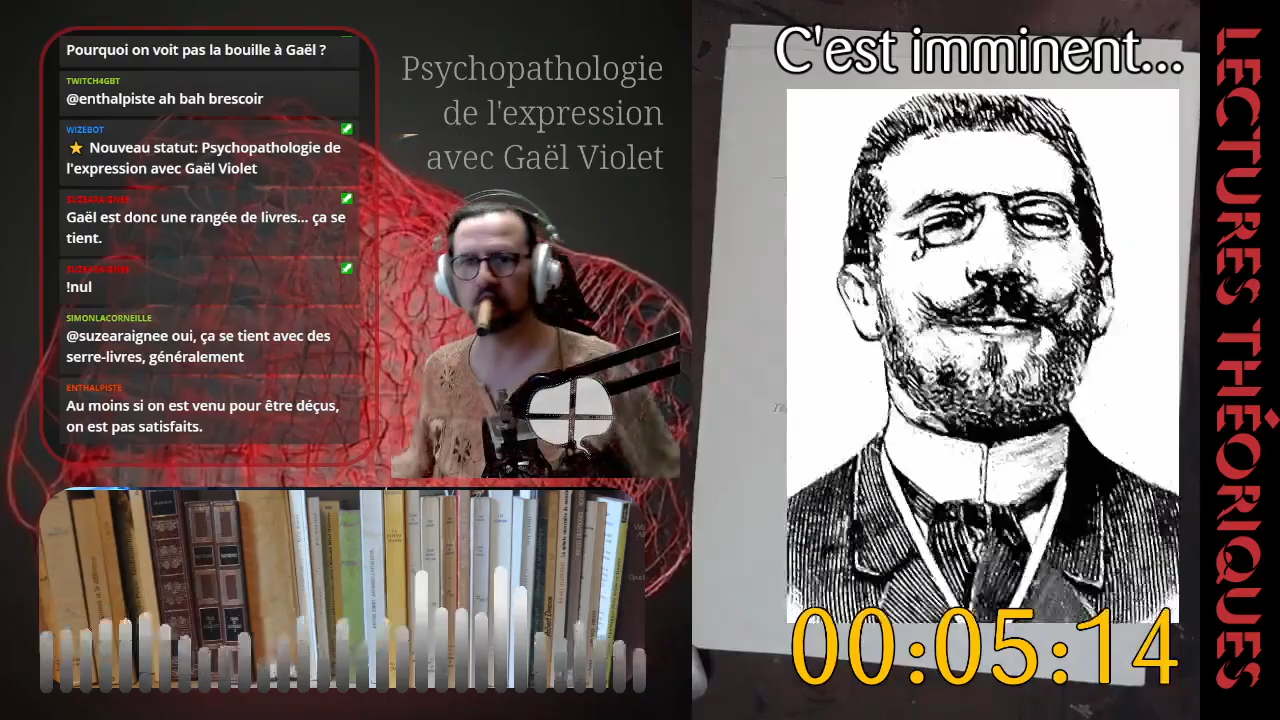 Pourquoi on voit pas la bouille à Gaël ?
TWITCH4GBT
@enthalpiste ah bah brescoir
WIZEBOT
Nouveau statut: Psychopathologie de
l'expression avec Gaël Violet
SUZEARAIGNEE
Gaël est donc une rangée de livres... ça se
tient.
SUZEARAIGNEE
!nul
SIMONLACORNEILLE
@suzearaignee oui, ça se tient avec des
serre-livres, généralement
ENTHALPISTE
Au moins si on est venu pour être déçus,
on est pas satisfaits.
Psychopathologie
de l'expression
avec Gaël Violet
C'est imminent...
00:05:14
LECTURES THÉORIQUES